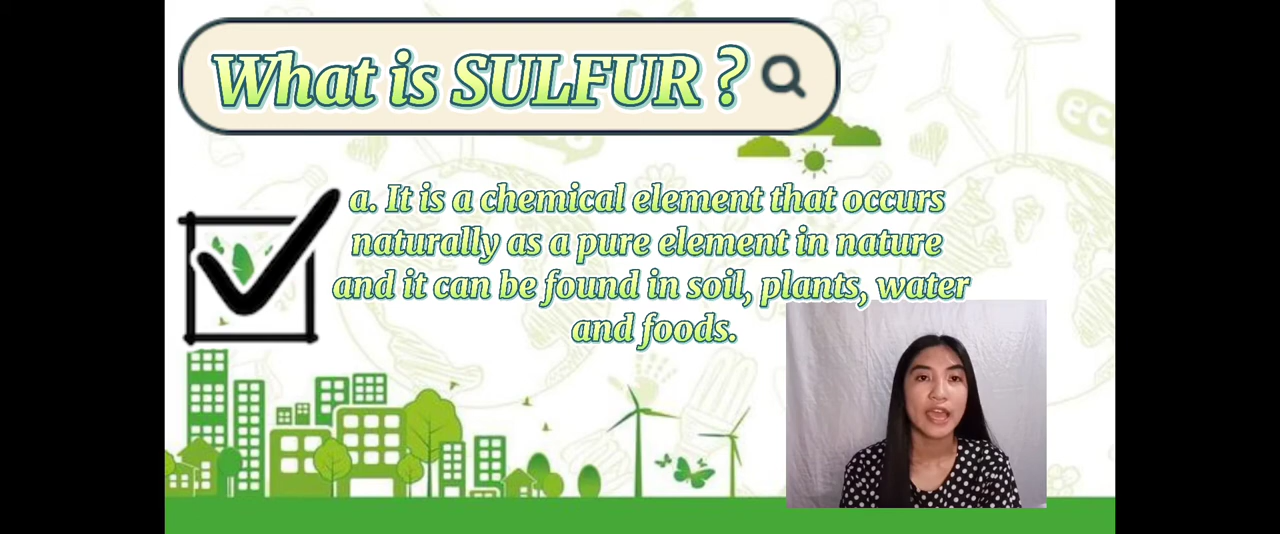 What is SULFUR ?
ec
a. It is a chemical element that occurs
naturally as a pure element in nature
and it can be found in soil, plants, water
and foods.